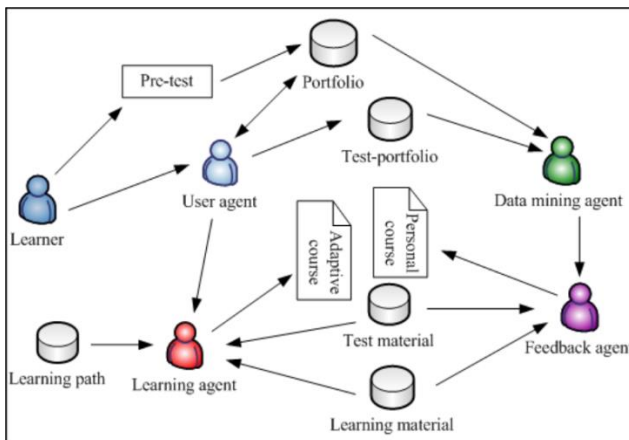 Pre-test
Portfolio
Test-portfolio
Learner
User agent
Data mining agent
Adaptive
course
Personal
course
Learning path
Learning agent
Test material
Feedback agent
Learning material